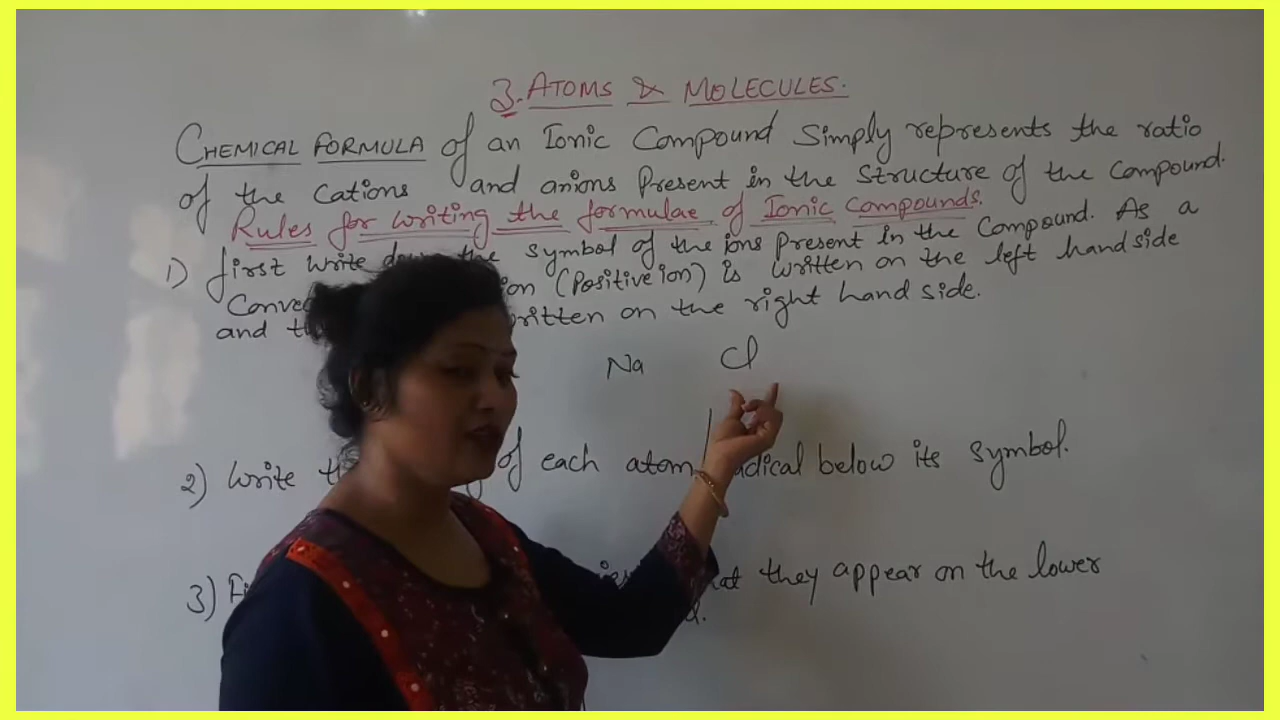 3. ATOMS & MOLECULES.
CHEMICAL FORMULA of an Ionic Compound Simply represents the ratio
of the Cations and anions Present in the Structure of the Compound.
Rules for writing the formulae of Ionic Compounds.
1) first write the symbol of the ions present in the Compound. As a
(Positive ion) is written on the left hand side
and on the right hand side.
Na Cl
2) Write of each atom below its symbol.
3) they appear on the lower